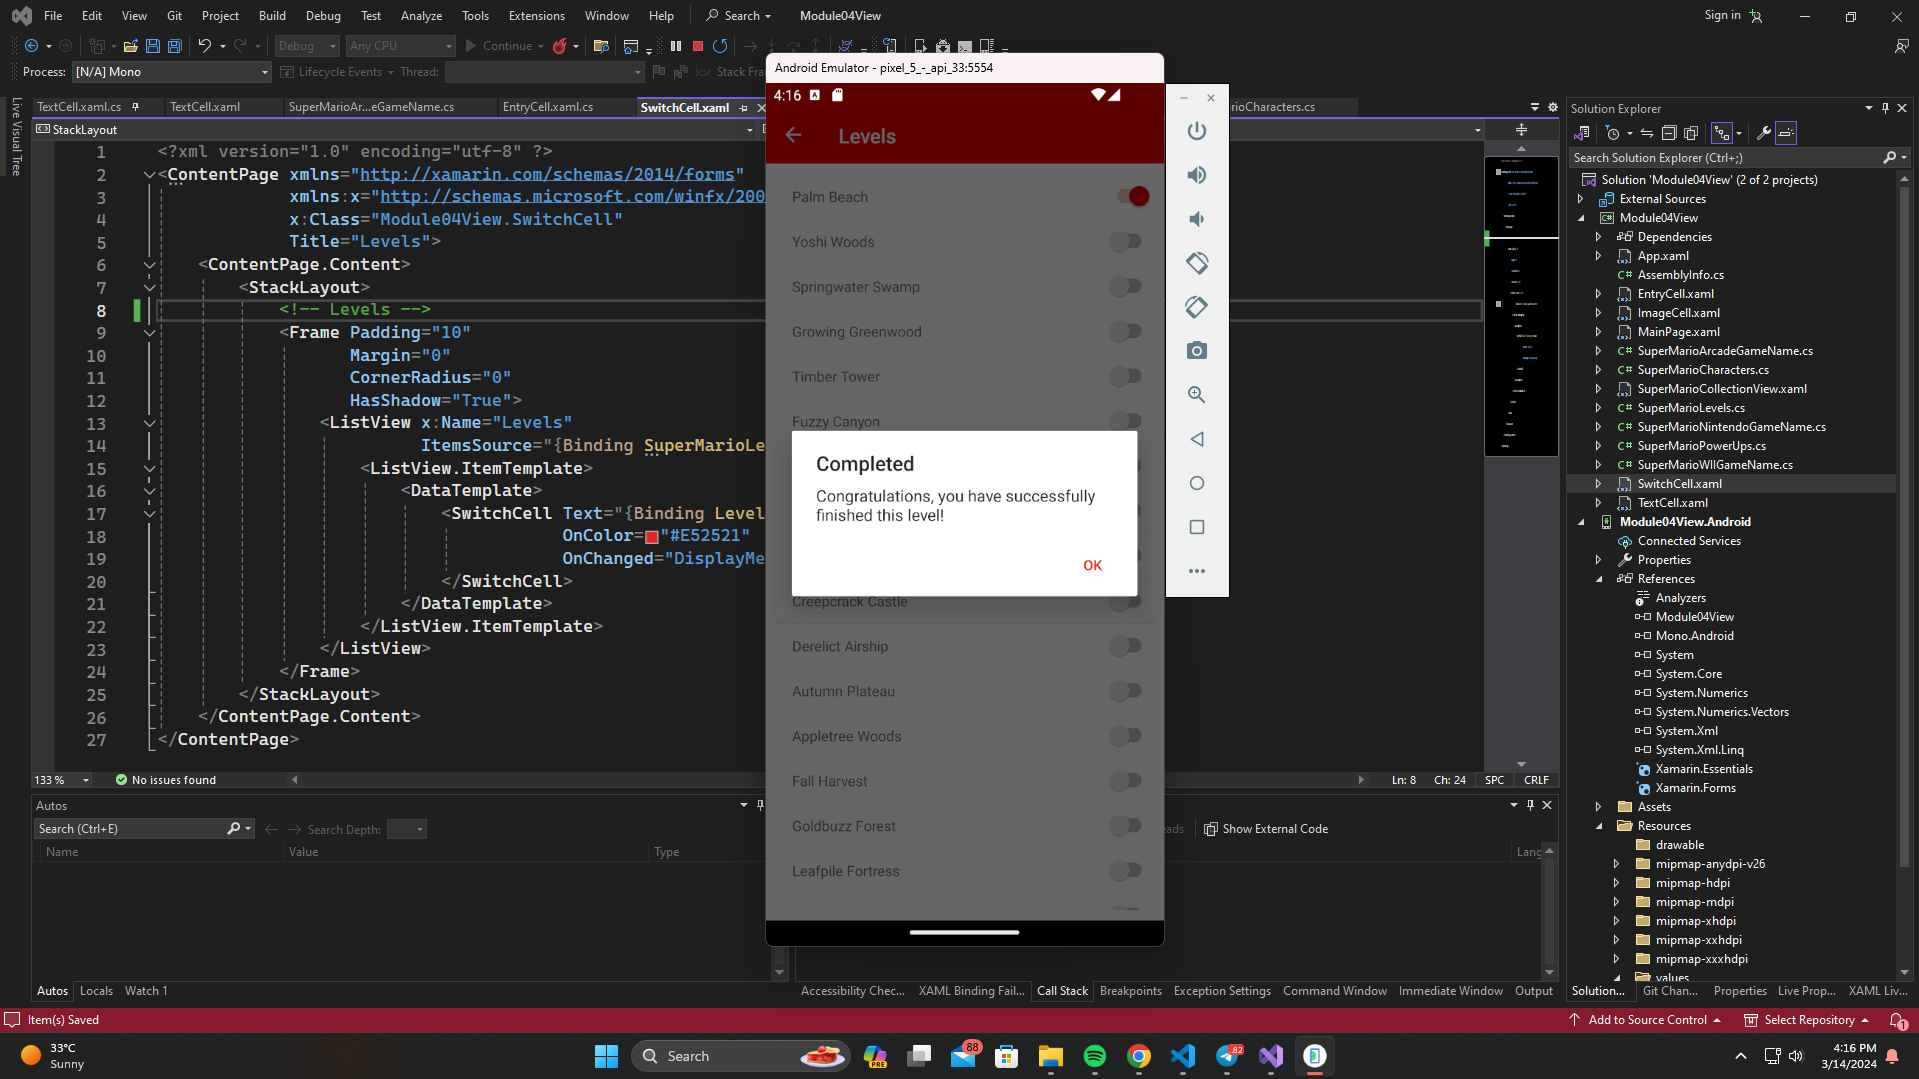 File Edit View Git Project Build Debug Test Analyze Tools Extensions Window Help Search Module04View Sign in
Debug Any CPU Continue
Process: [N/A] Mono Lifecycle Events Thread: Stack Fra
Live Visual Tree
TextCell.xaml.cs TextCell.xaml SuperMarioAr...eGameName.cs EntryCell.xaml.cs SwitchCell.xaml rioCharacters.cs
StackLayout
1 <?xml version="1.0" encoding="utf-8" ?>
2 <ContentPage xmlns="http://xamarin.com/schemas/2014/forms"
3 xmlns:x="http://schemas.microsoft.com/winfx/200
4 x:Class="Module04View.SwitchCell"
5 Title="Levels">
6 <ContentPage.Content>
7 <StackLayout>
8 <!-- Levels -->
9 <Frame Padding="10"
10 Margin="0"
11 CornerRadius="0"
12 HasShadow="True">
13 <ListView x:Name="Levels"
14 ItemsSource="{Binding SuperMarioLe
15 <ListView.ItemTemplate>
16 <DataTemplate>
17 <SwitchCell Text="{Binding Level
18 OnColor="#E52521"
19 OnChanged="DisplayMe
20 </SwitchCell>
21 </DataTemplate>
22 </ListView.ItemTemplate>
23 </ListView>
24 </Frame>
25 </StackLayout>
26 </ContentPage.Content>
27 </ContentPage>
133 % No issues found Ln: 8 Ch: 24 SPC CRLF
Autos
Search (Ctrl+E) Search Depth:
Name Value Type
Autos Locals Watch 1
Android Emulator - pixel_5_-_api_33:5554
4:16
Levels
Palm Beach
Yoshi Woods
Springwater Swamp
Growing Greenwood
Timber Tower
Fuzzy Canyon
Completed
Congratulations, you have successfully
finished this level!
OK
Creepcrack Castle
Derelict Airship
Autumn Plateau
Appletree Woods
Fall Harvest
Goldbuzz Forest
Leafpile Fortress
eads Show External Code
Lang
Accessibility Chec... XAML Binding Fail... Call Stack Breakpoints Exception Settings Command Window Immediate Window Output
Solution Explorer
Search Solution Explorer (Ctrl+;)
Solution 'Module04View' (2 of 2 projects)
External Sources
Module04View
Dependencies
App.xaml
AssemblyInfo.cs
EntryCell.xaml
ImageCell.xaml
MainPage.xaml
SuperMarioArcadeGameName.cs
SuperMarioCharacters.cs
SuperMarioCollectionView.xaml
SuperMarioLevels.cs
SuperMarioNintendoGameName.cs
SuperMarioPowerUps.cs
SuperMarioWIIGameName.cs
SwitchCell.xaml
TextCell.xaml
Module04View.Android
Connected Services
Properties
References
Analyzers
Module04View
Mono.Android
System
System.Core
System.Numerics
System.Numerics.Vectors
System.Xml
System.Xml.Linq
Xamarin.Essentials
Xamarin.Forms
Assets
Resources
drawable
mipmap-anydpi-v26
mipmap-hdpi
mipmap-mdpi
mipmap-xhdpi
mipmap-xxhdpi
mipmap-xxxhdpi
values
Solution... Git Chan... Properties Live Prop... XAML Liv...
Item(s) Saved Add to Source Control Select Repository 1
33°C
Sunny
Search PRE 88 82
4:16 PM
3/14/2024